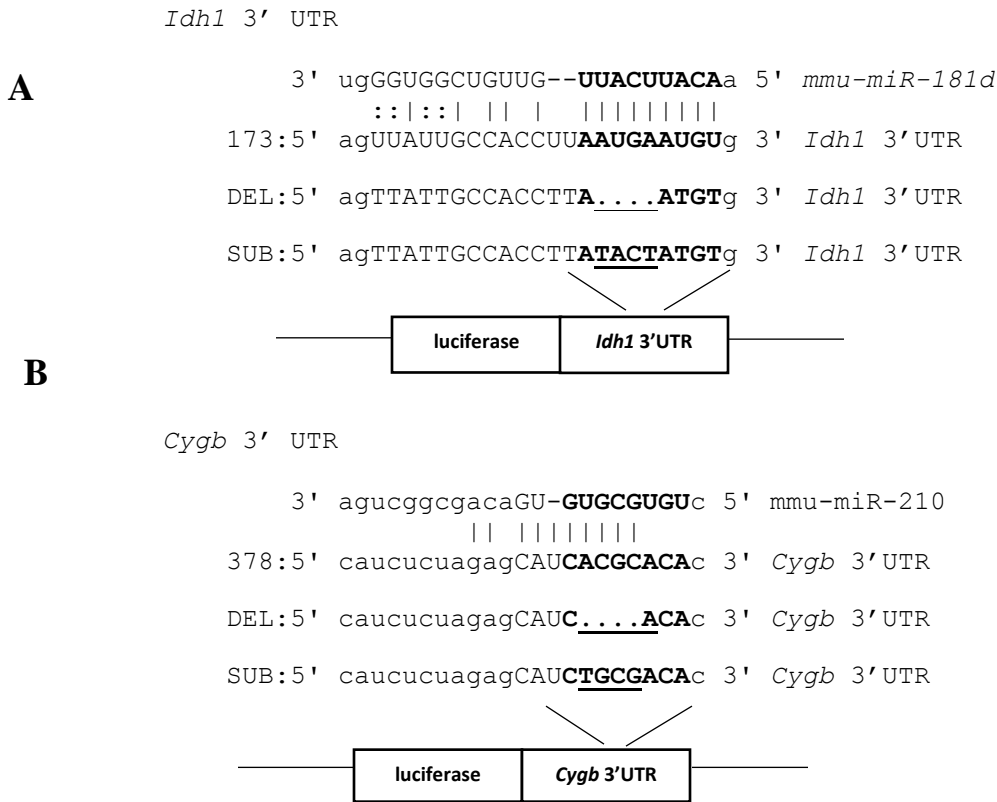 Idh1 3′ UTR
A
3' ugGGUGGCUGUUG--UUACUUACAa 5' mmu-miR-181d
::|::| || | |||||||||
173:5' agUUAUUGCCACCUUAAUGAAUGUg 3' Idh1 3′UTR
DEL:5' agTTATTGCCACCTTA....ATGTg 3' Idh1 3′UTR
SUB:5' agTTATTGCCACCTTATACTATGTg 3' Idh1 3′UTR
luciferase Idh1 3'UTR
B
Cygb 3′ UTR
3' agucggcgacaGU-GUGCGUGUc 5' mmu-miR-210
|| ||||||||
378:5' caucucuagagCAUCACGCACAc 3' Cygb 3′UTR
DEL:5' caucucuagagCAUC....ACAc 3' Cygb 3′UTR
SUB:5' caucucuagagCAUCTGCGACAc 3' Cygb 3′UTR
luciferase Cygb 3'UTR